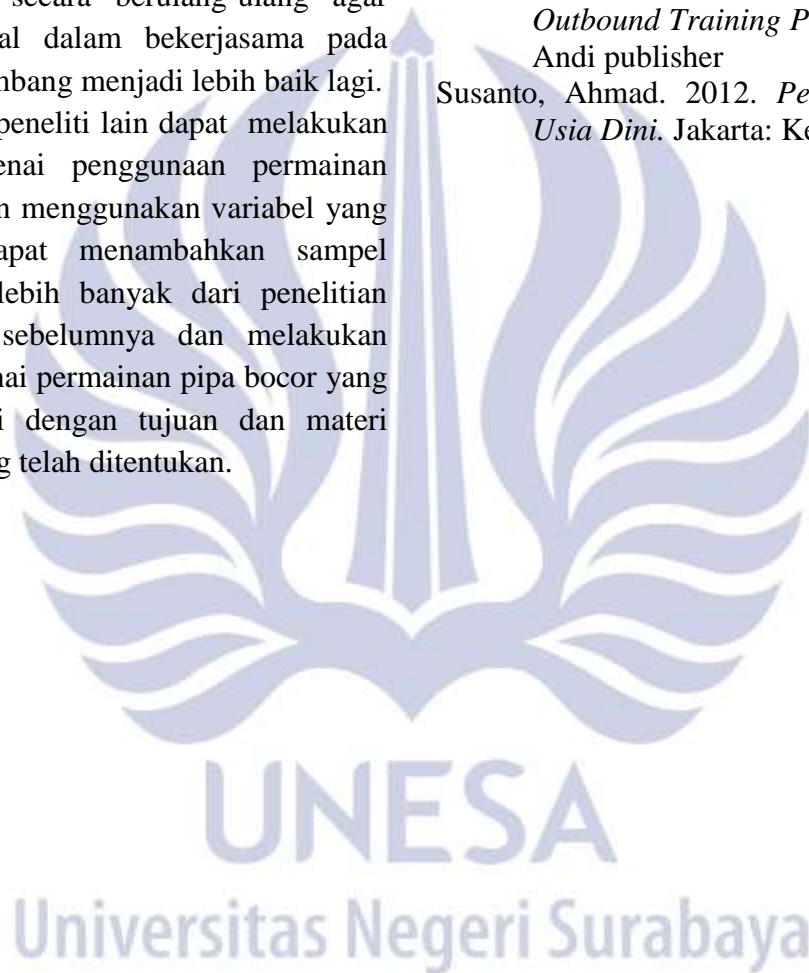 secara berulang-ulang agar
al dalam bekerjasama pada
mbang menjadi lebih baik lagi.
peneliti lain dapat melakukan
enai penggunaan permainan
n menggunakan variabel yang
apat menambahkan sampel
lebih banyak dari penelitian
sebelumnya dan melakukan
nai permainan pipa bocor yang
i dengan tujuan dan materi
g telah ditentukan.
Outbound Training P
Andi publisher
Susanto, Ahmad. 2012. Pe
Usia Dini. Jakarta: Ke
UNESA
Universitas Negeri Surabaya